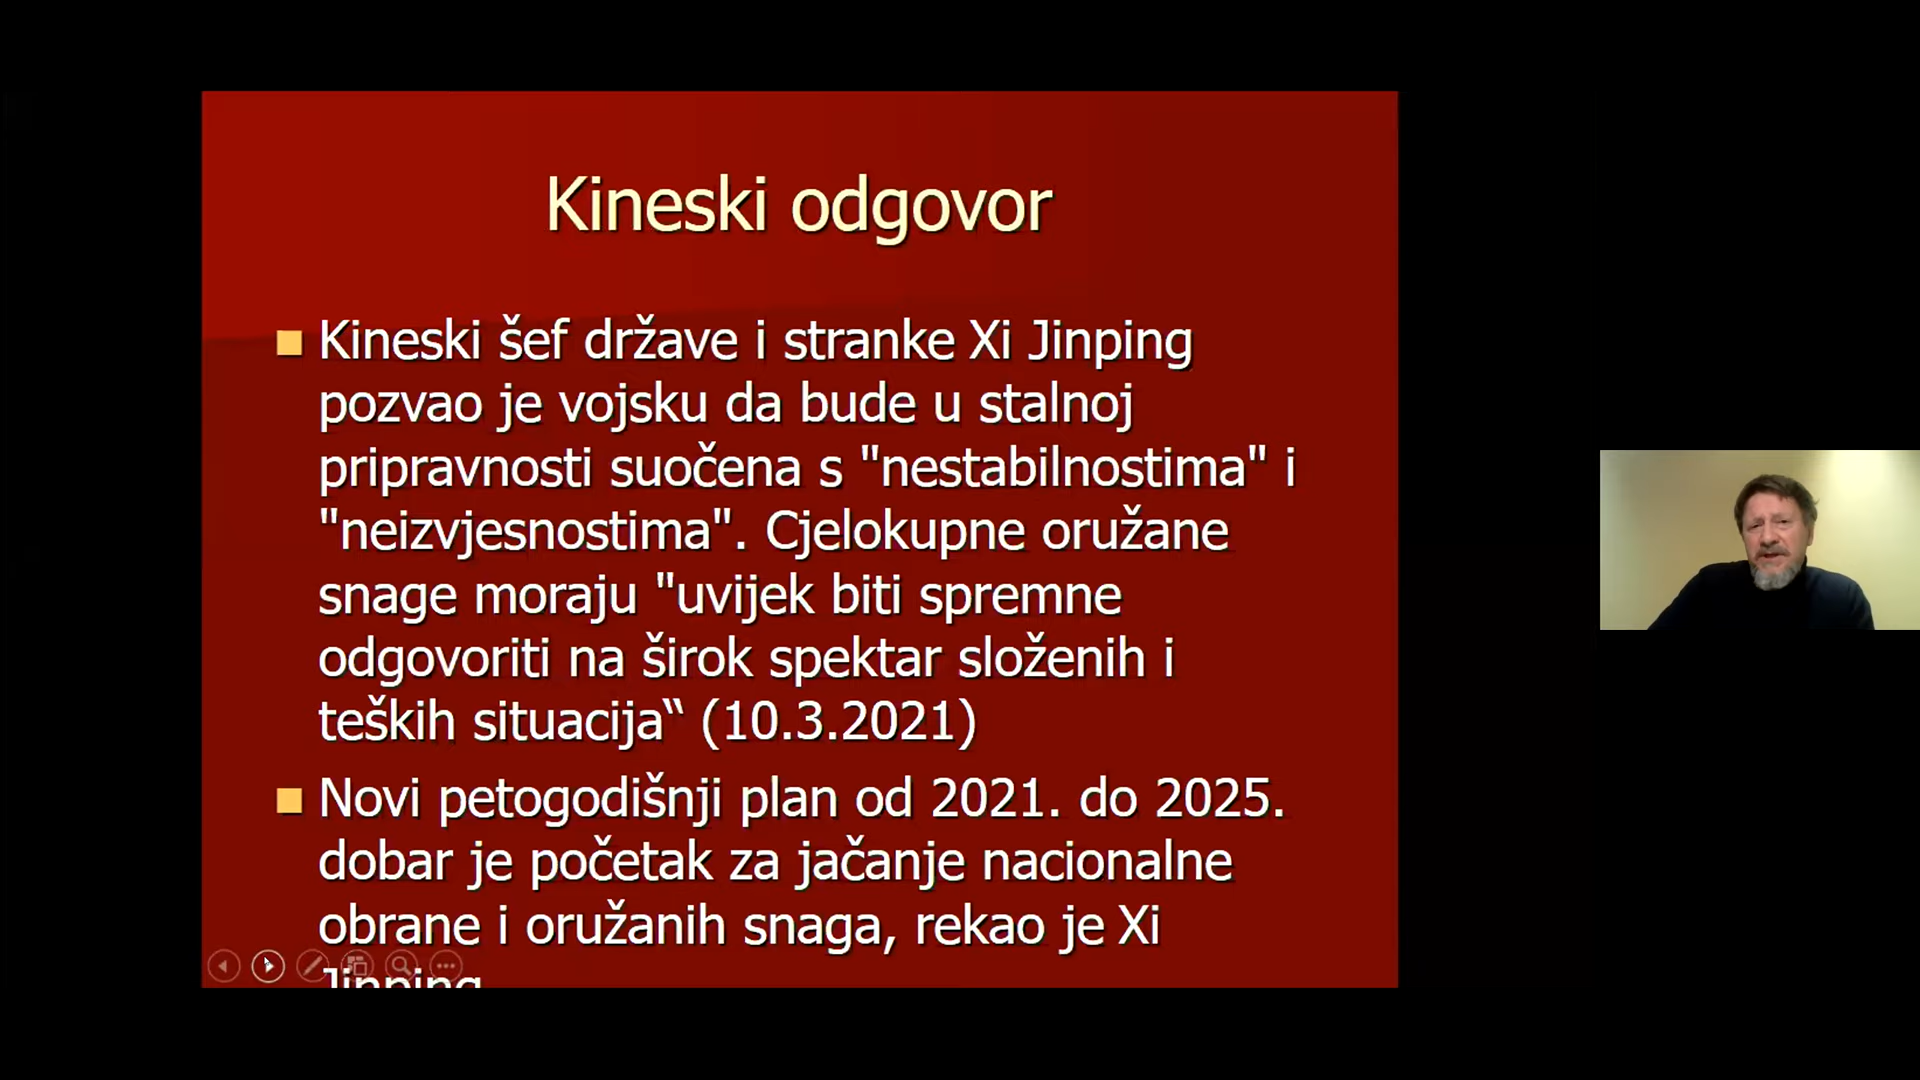 Kineski odgovor
Kineski šef države i stranke Xi Jinping
pozvao je vojsku da bude u stalnoj
pripravnosti suočena s "nestabilnostima" i
"neizvjesnostima". Cjelokupne oružane
snage moraju "uvijek biti spremne
odgovoriti na širok spektar složenih i
teških situacija“ (10.3.2021)
Novi petogodišnji plan od 2021. do 2025.
dobar je početak za jačanje nacionalne
obrane i oružanih snaga, rekao je Xi
Jinping